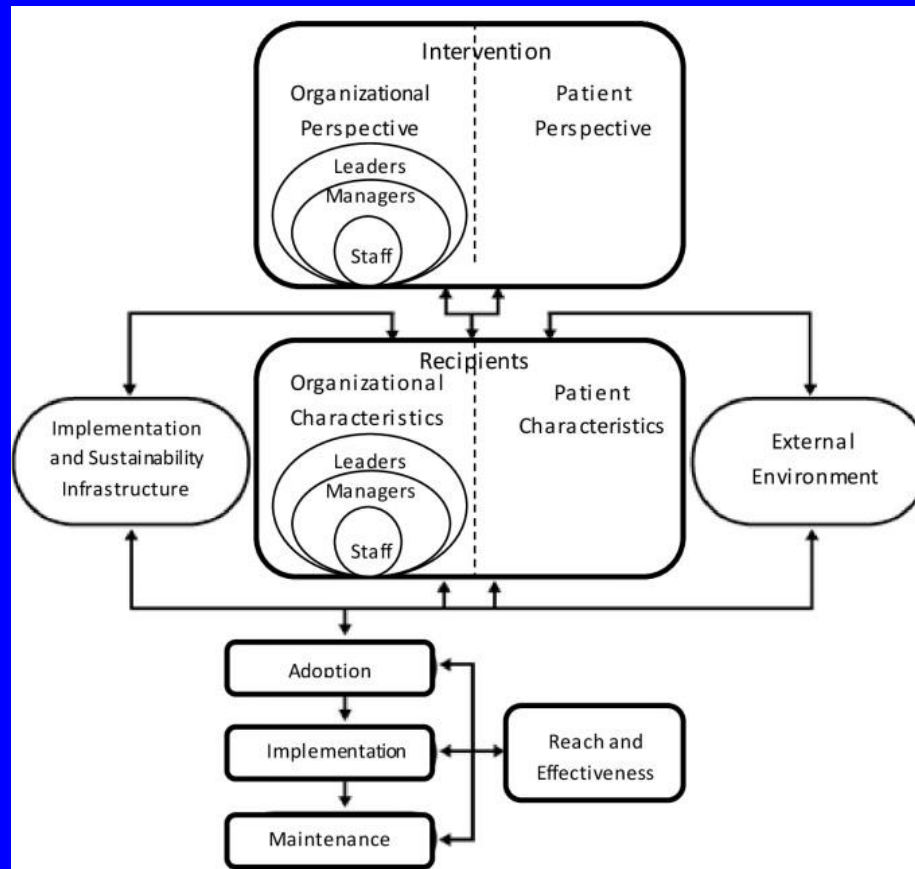 Intervention
Organizational
Perspective
Patient
Perspective
Leaders
Managers
Staff
Recipients
Organizational
Characteristics
Patient
Characteristics
Leaders
Managers
Staff
Implementation
and Sustainability
Infrastructure
External
Environment
Adoption
Implementation
Maintenance
Reach and
Effectiveness